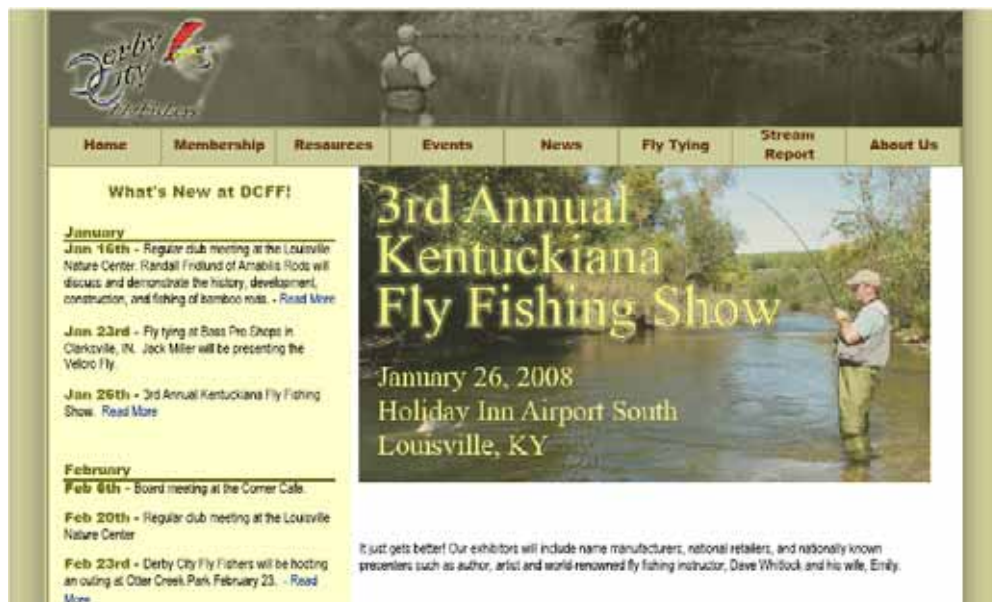 Derby
City
Home Membership Resources Events News Fly Tying Stream Report About Us
What's New at DCFF!
January
Jan 16th - Regular club meeting at the Louisville
Nature Center. Randall Fridlund of Amabilis Rods will
discuss and demonstrate the history, development,
construction, and fishing of bamboo rods. - Read More
Jan 23rd - Fly tying at Bass Pro Shops in
Clarksville, IN. Jack Miller will be presenting the
Velcro Fly.
Jan 26th - 3rd Annual Kentuckiana Fly Fishing
Show. Read More
February
Feb 6th - Board meeting at the Corner Cafe.
Feb 20th - Regular club meeting at the Louisville
Nature Center
Feb 23rd - Derby City Fly Fishers will be hosting
an outing at Otter Creek Park February 23. - Read
More
3rd Annual
Kentuckiana
Fly Fishing Show
January 26, 2008
Holiday Inn Airport South
Louisville, KY
It just gets better! Our exhibitors will include name manufacturers, national retailers, and nationally known
presenters such as author, artist and world-renowned fly fishing instructor, Dave Whitlock and his wife, Emily.